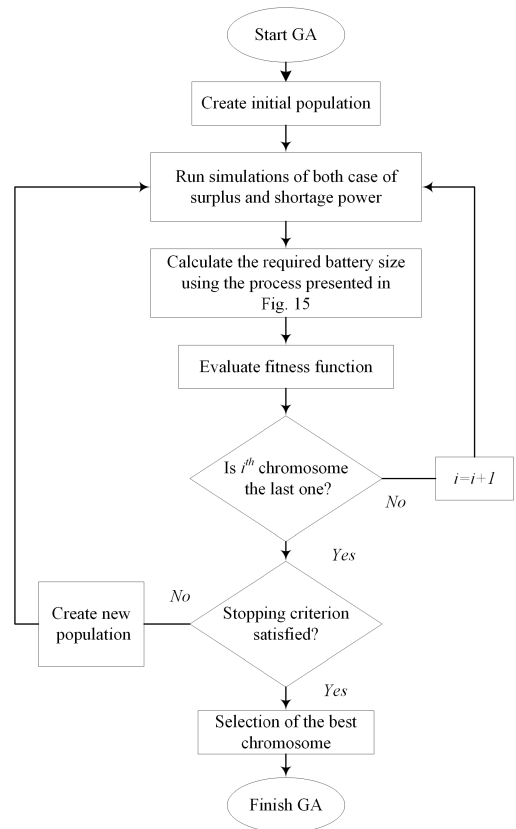 Start GA
Create initial population
Run simulations of both case of
surplus and shortage power
Calculate the required battery size
using the process presented in
Fig. 15
Evaluate fitness function
Is i^th chromosome
the last one?
No
i=i+1
Yes
Stopping criterion
satisfied?
No
Create new
population
Yes
Selection of the best
chromosome
Finish GA